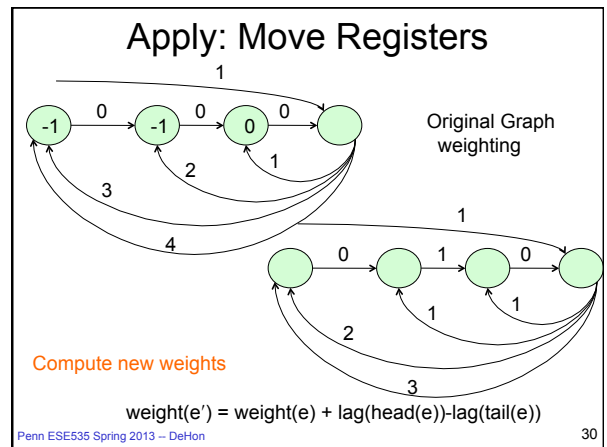 Apply: Move Registers
1
0 0 0
-1 -1 0
Original Graph
weighting
1
2
3
4
1
0 1 0
1
1
2
3
Compute new weights
weight(e′) = weight(e) + lag(head(e))-lag(tail(e))
Penn ESE535 Spring 2013 -- DeHon
30